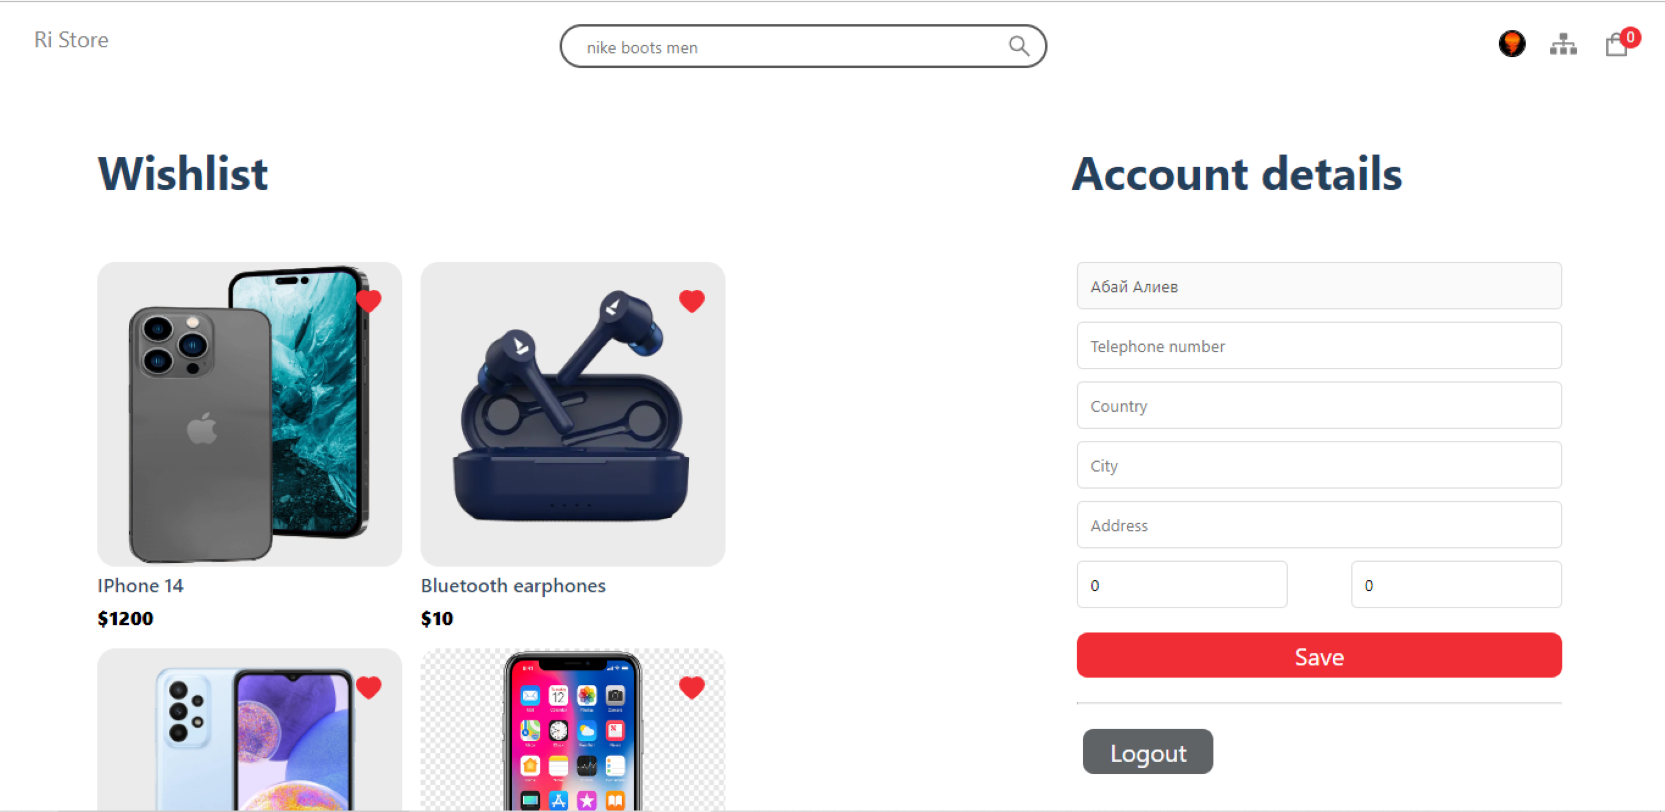 Ri Store
nike boots men
0
Wishlist
Account details
Абай Алиев
Telephone number
Country
City
Address
0
0
Save
Logout
IPhone 14
$1200
Bluetooth earphones
$10